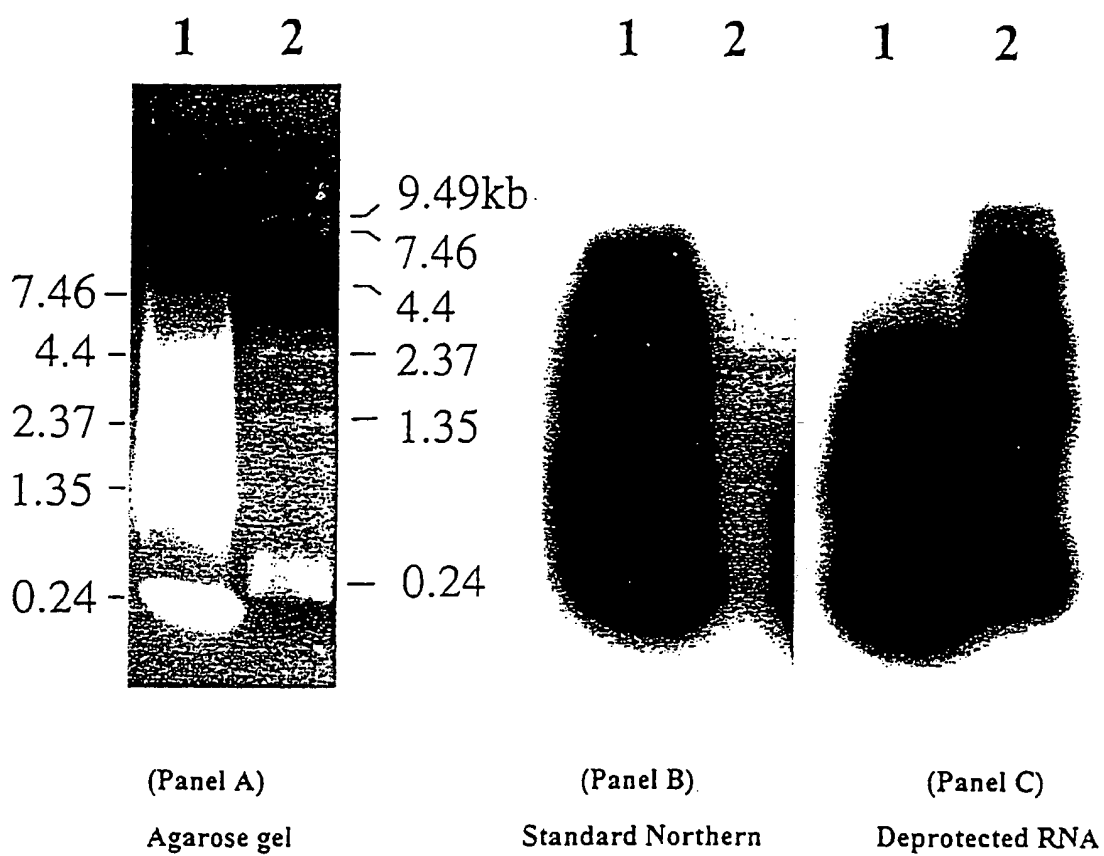 1 2
1 2
1 2
9.49kb
7.46
4.4
2.37
1.35
0.24
7.46
4.4
2.37
1.35
0.24
(Panel A)
Agarose gel
(Panel B)
Standard Northern
(Panel C)
Deprotected RNA